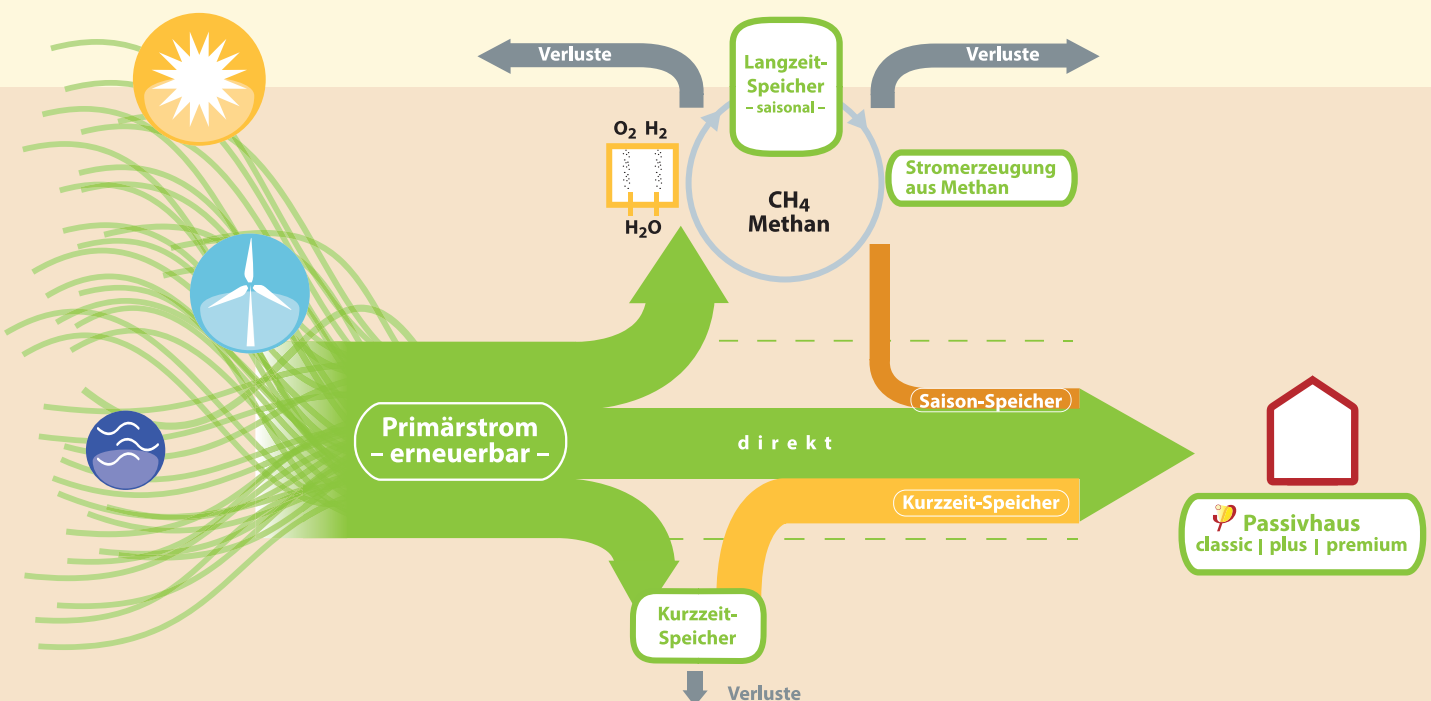 Verluste
Langzeit-
Speicher
– saisonal –
Verluste
O2 H2
H2O
CH4
Methan
Stromerzeugung
aus Methan
Saison-Speicher
Primärstrom
– erneuerbar –
direkt
Kurzzeit-Speicher
Passivhaus
classic | plus | premium
Kurzzeit-
Speicher
Verluste